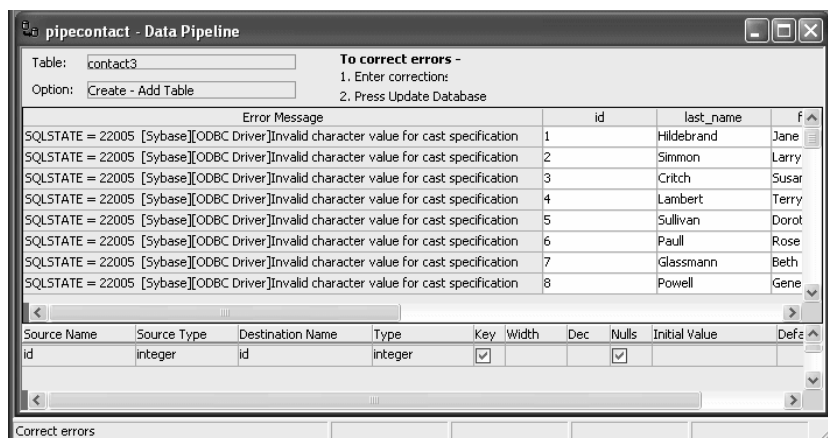 pipecontact - Data Pipeline
Table: contact3
Option: Create - Add Table
To correct errors -
1. Enter corrections
2. Press Update Database
Error Message id last_name f
SQLSTATE = 22005 [Sybase][ODBC Driver]Invalid character value for cast specification 1 Hildebrand Jane
SQLSTATE = 22005 [Sybase][ODBC Driver]Invalid character value for cast specification 2 Simmon Larry
SQLSTATE = 22005 [Sybase][ODBC Driver]Invalid character value for cast specification 3 Critch Susan
SQLSTATE = 22005 [Sybase][ODBC Driver]Invalid character value for cast specification 4 Lambert Terry
SQLSTATE = 22005 [Sybase][ODBC Driver]Invalid character value for cast specification 5 Sullivan Dorot
SQLSTATE = 22005 [Sybase][ODBC Driver]Invalid character value for cast specification 6 Paull Rose
SQLSTATE = 22005 [Sybase][ODBC Driver]Invalid character value for cast specification 7 Glassmann Beth
SQLSTATE = 22005 [Sybase][ODBC Driver]Invalid character value for cast specification 8 Powell Gene
Source Name Source Type Destination Name Type Key Width Dec Nulls Initial Value Defa
id integer id integer
Correct errors